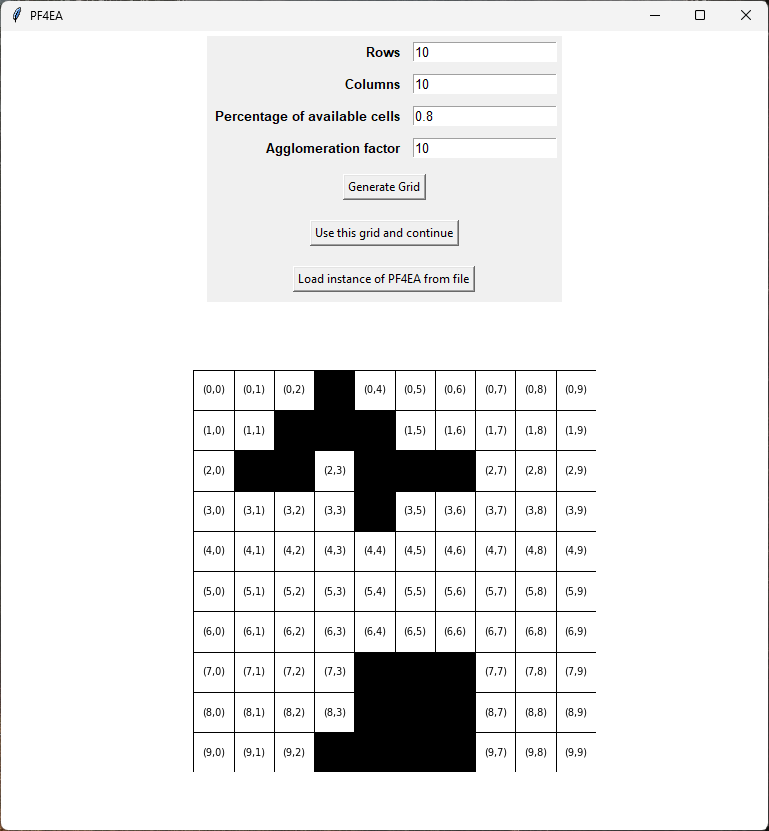 PF4EA
Rows 10
Columns 10
Percentage of available cells 0.8
Agglomeration factor 10
Generate Grid
Use this grid and continue
Load instance of PF4EA from file
(0,0) (0,1) (0,2) (0,4) (0,5) (0,6) (0,7) (0,8) (0,9)
(1,0) (1,1) (1,5) (1,6) (1,7) (1,8) (1,9)
(2,0) (2,3) (2,7) (2,8) (2,9)
(3,0) (3,1) (3,2) (3,3) (3,5) (3,6) (3,7) (3,8) (3,9)
(4,0) (4,1) (4,2) (4,3) (4,4) (4,5) (4,6) (4,7) (4,8) (4,9)
(5,0) (5,1) (5,2) (5,3) (5,4) (5,5) (5,6) (5,7) (5,8) (5,9)
(6,0) (6,1) (6,2) (6,3) (6,4) (6,5) (6,6) (6,7) (6,8) (6,9)
(7,0) (7,1) (7,2) (7,3) (7,7) (7,8) (7,9)
(8,0) (8,1) (8,2) (8,3) (8,7) (8,8) (8,9)
(9,0) (9,1) (9,2) (9,7) (9,8) (9,9)